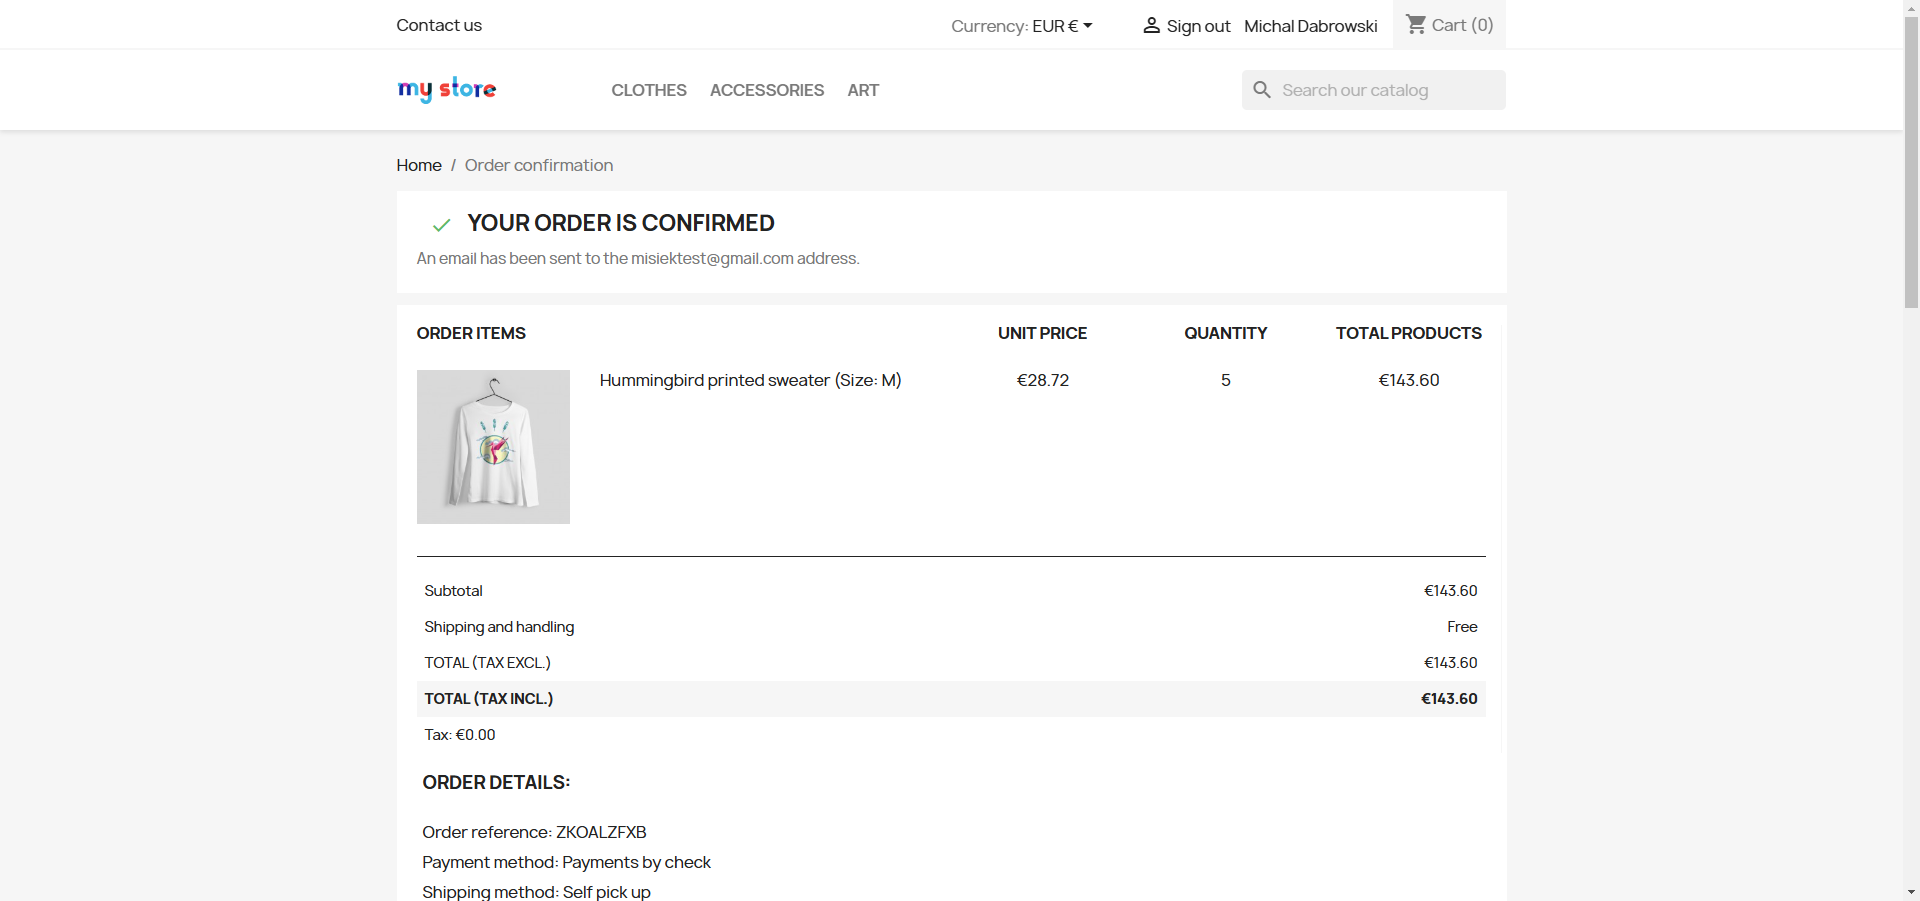 Contact us
Currency: EUR €
Sign out
Michal Dabrowski
Cart (0)
my store
CLOTHES
ACCESSORIES
ART
Search our catalog
Home / Order confirmation
YOUR ORDER IS CONFIRMED
An email has been sent to the misiektest@gmail.com address.
ORDER ITEMS UNIT PRICE QUANTITY TOTAL PRODUCTS
Hummingbird printed sweater (Size: M) €28.72 5 €143.60
Subtotal €143.60
Shipping and handling Free
TOTAL (TAX EXCL.) €143.60
TOTAL (TAX INCL.) €143.60
Tax: €0.00
ORDER DETAILS:
Order reference: ZKOALZFXB
Payment method: Payments by check
Shipping method: Self pick up